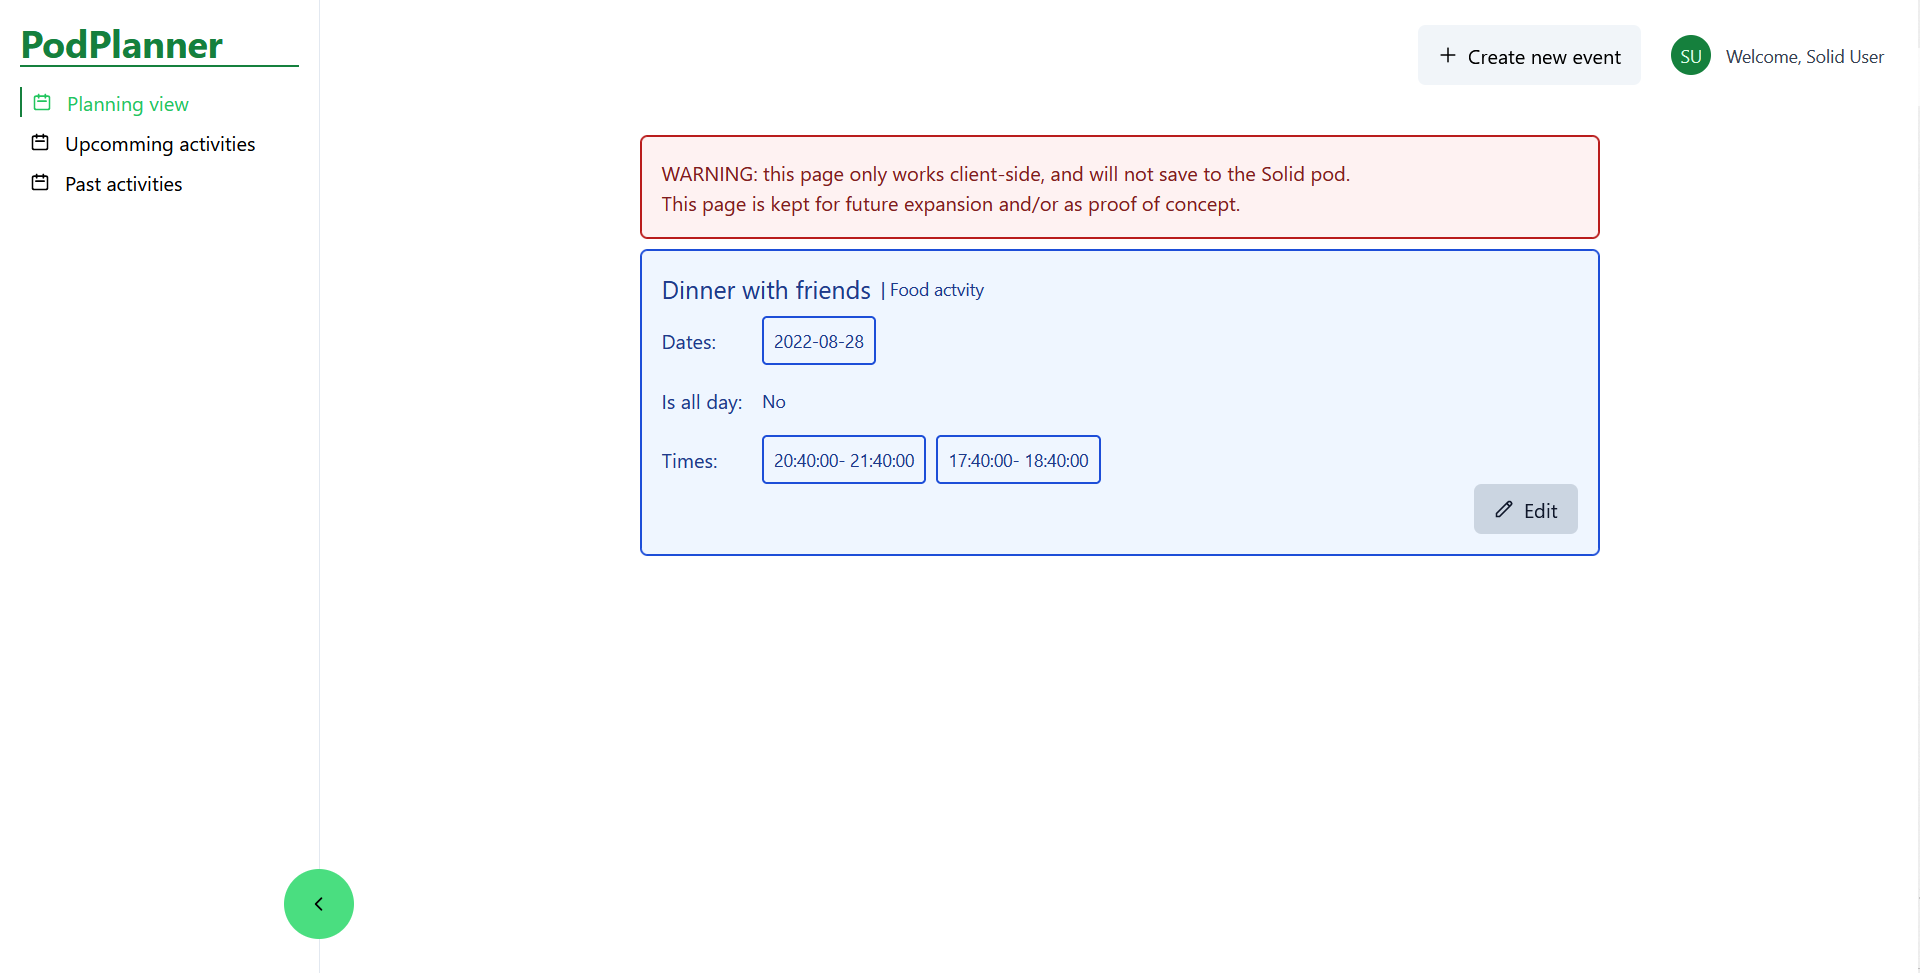 PodPlanner
Planning view
Upcomming activities
Past activities
Create new event
SU
Welcome, Solid User
WARNING: this page only works client-side, and will not save to the Solid pod.
This page is kept for future expansion and/or as proof of concept.
Dinner with friends | Food actvity
Dates: 2022-08-28
Is all day: No
Times: 20:40:00- 21:40:00 17:40:00- 18:40:00
Edit